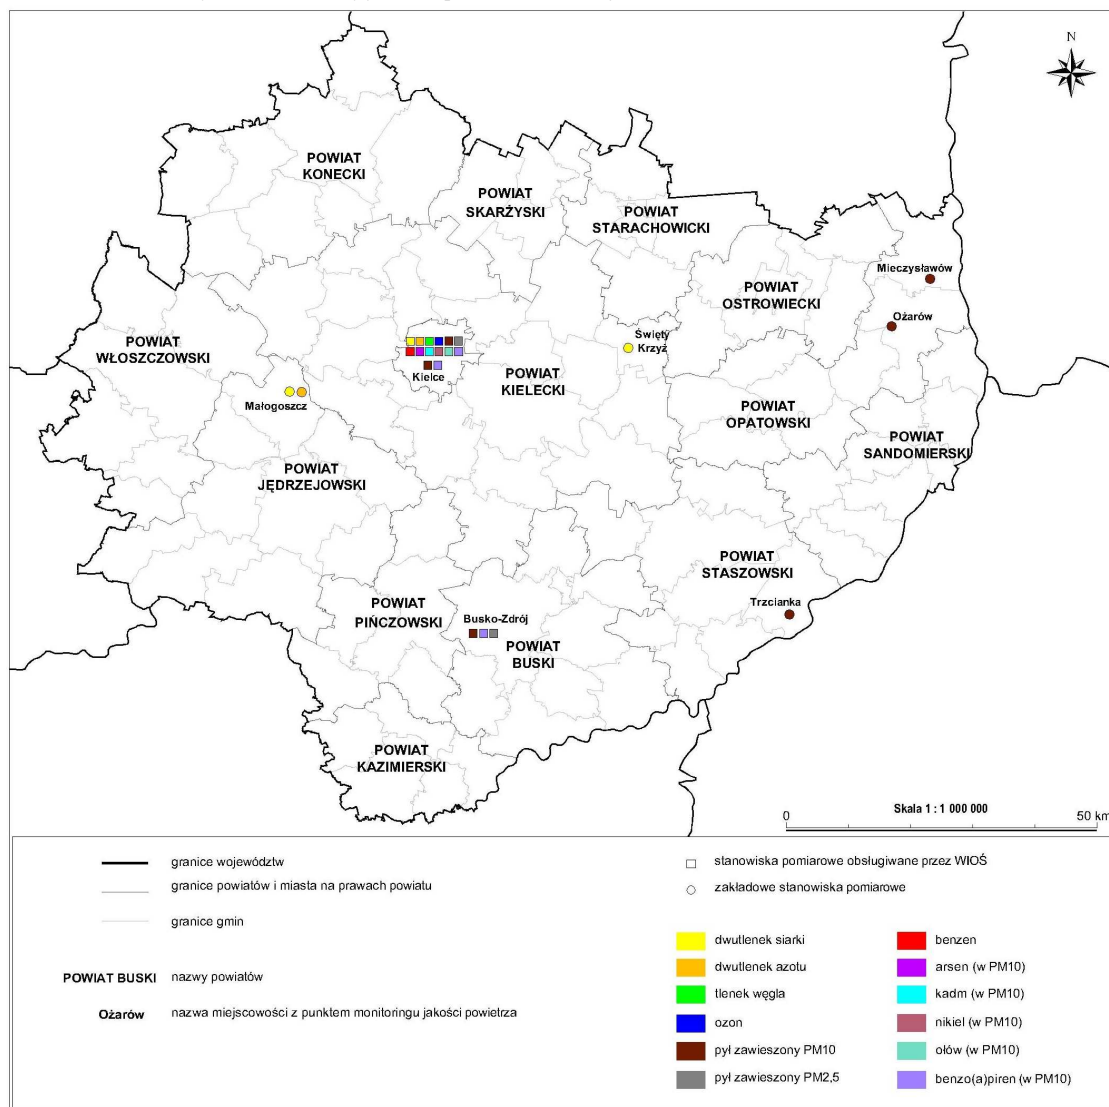 N
POWIAT
KONECKI
POWIAT
SKARŻYSKI
POWIAT
STARACHOWICKI
Mieczysławów
POWIAT
OSTROWIECKI
Ożarów
Święty
Krzyż
POWIAT
WŁOSZCZOWSKI
Kielce
POWIAT
KIELECKI
Małogoszcz
POWIAT
OPATOWSKI
POWIAT
SANDOMIERSKI
POWIAT
JĘDRZEJOWSKI
POWIAT
STASZOWSKI
Trzcianka
POWIAT
PIŃCZOWSKI
Busko-Zdrój
POWIAT
BUSKI
POWIAT
KAZIMIERSKI
Skala 1 : 1 000 000
0 50 km
granice województw
granice powiatów i miasta na prawach powiatu
granice gmin
POWIAT BUSKI nazwy powiatów
Ożarów nazwa miejscowości z punktem monitoringu jakości powietrza
stanowiska pomiarowe obsługiwane przez WIOŚ
zakładowe stanowiska pomiarowe
dwutlenek siarki
dwutlenek azotu
tlenek węgla
ozon
pył zawieszony PM10
pył zawieszony PM2,5
benzen
arsen (w PM10)
kadm (w PM10)
nikiel (w PM10)
ołów (w PM10)
benzo(a)piren (w PM10)